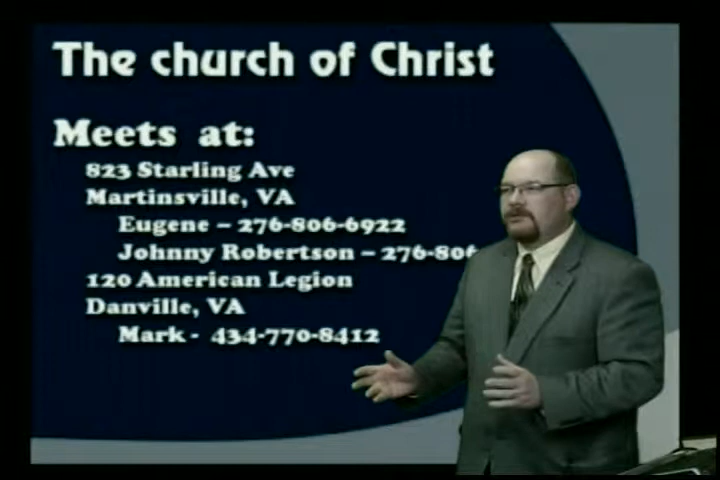 The church of Christ
Meets at:
823 Starling Ave
Martinsville, VA
Eugene - 276-806-6922
Johnny Robertson - 276-806
120 American Legion
Danville, VA
Mark - 434-770-8412